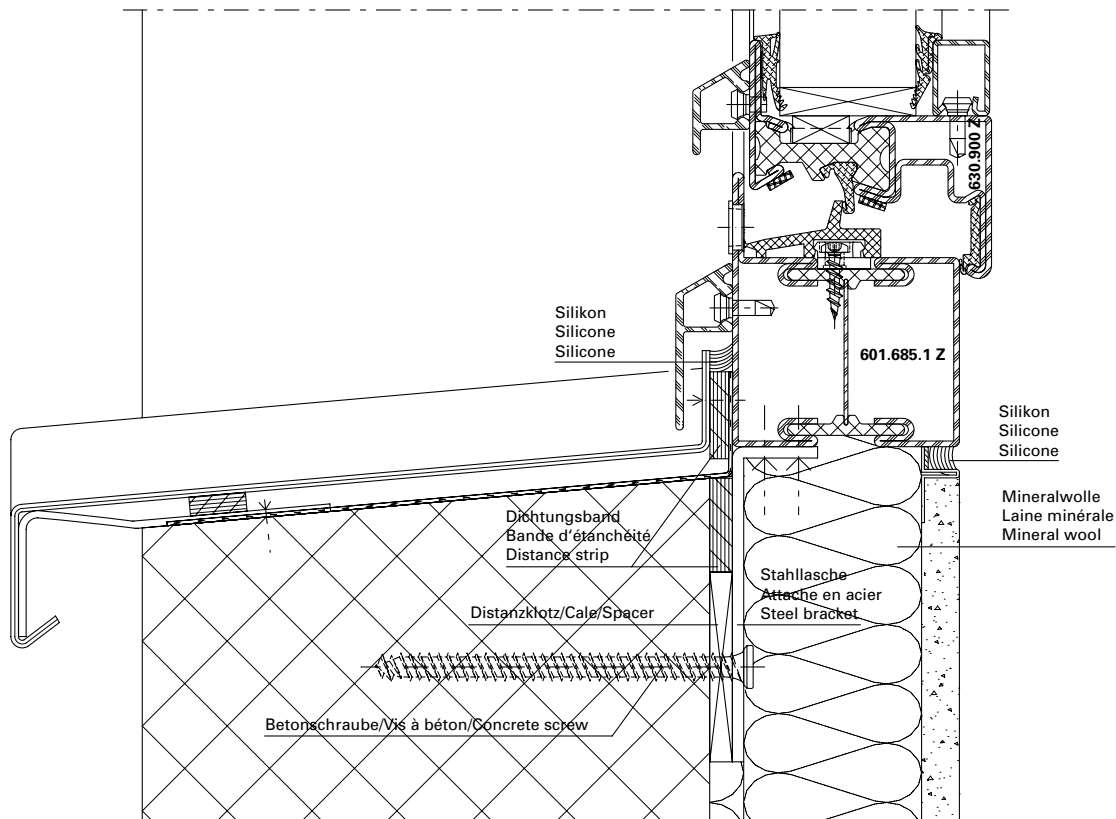 630.900 Z
Silikon
Silicone
Silicone
601.685.1 Z
Silikon
Silicone
Silicone
Mineralwolle
Laine minérale
Mineral wool
Dichtungsband
Bande d'étanchéité
Distance strip
Stahllasche
Attache en acier
Steel bracket
Distanzklotz/Cale/Spacer
Betonschraube/Vis à béton/Concrete screw